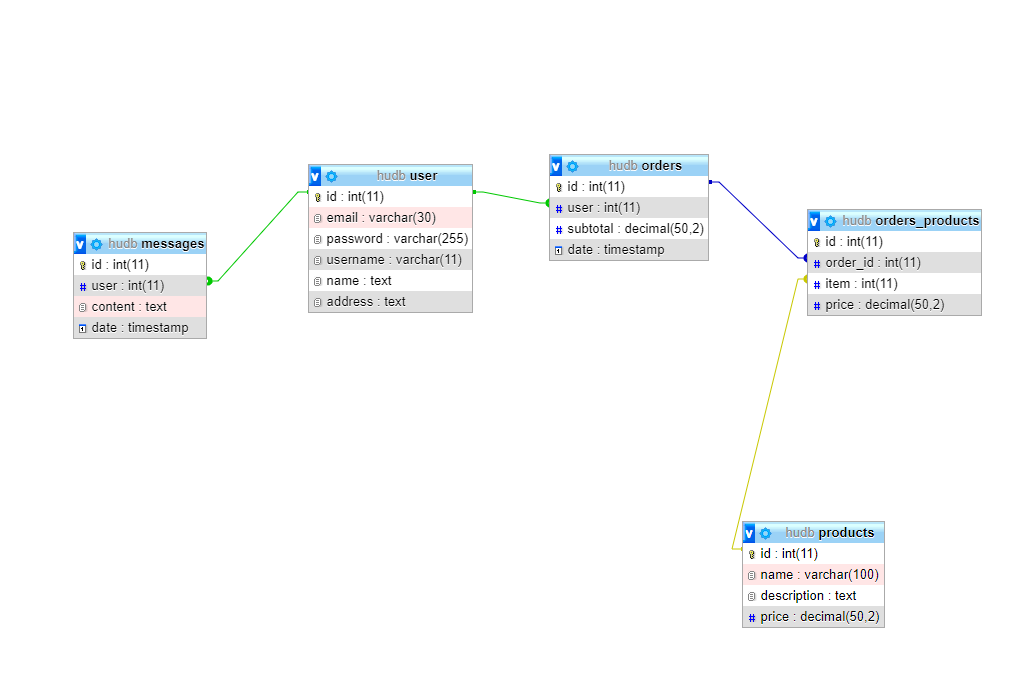 hudb messages
id : int(11)
user : int(11)
content : text
date : timestamp
hudb user
id : int(11)
email : varchar(30)
password : varchar(255)
username : varchar(11)
name : text
address : text
hudb orders
id : int(11)
user : int(11)
subtotal : decimal(50,2)
date : timestamp
hudb orders_products
id : int(11)
order_id : int(11)
item : int(11)
price : decimal(50,2)
hudb products
id : int(11)
name : varchar(100)
description : text
price : decimal(50,2)